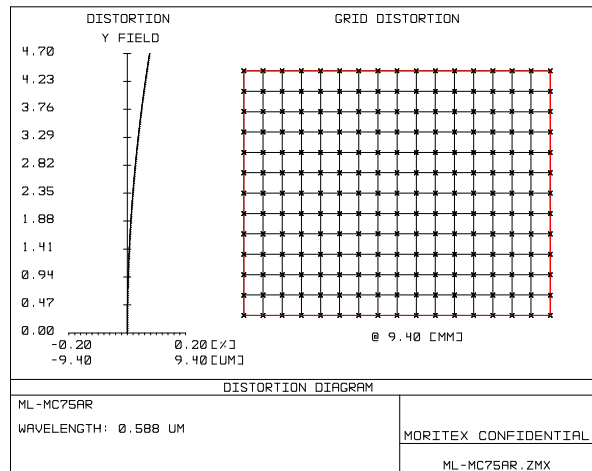 DISTORTION
Y FIELD
4.70
4.23
3.76
3.29
2.82
2.35
1.88
1.41
0.94
0.47
0.00
-0.20 0.20[%]
-9.40 9.40[UM]
GRID DISTORTION
@ 9.40 [MM]
DISTORTION DIAGRAM
ML-MC75AR
WAVELENGTH: 0.588 UM
MORITEX CONFIDENTIAL
ML-MC75AR.ZMX